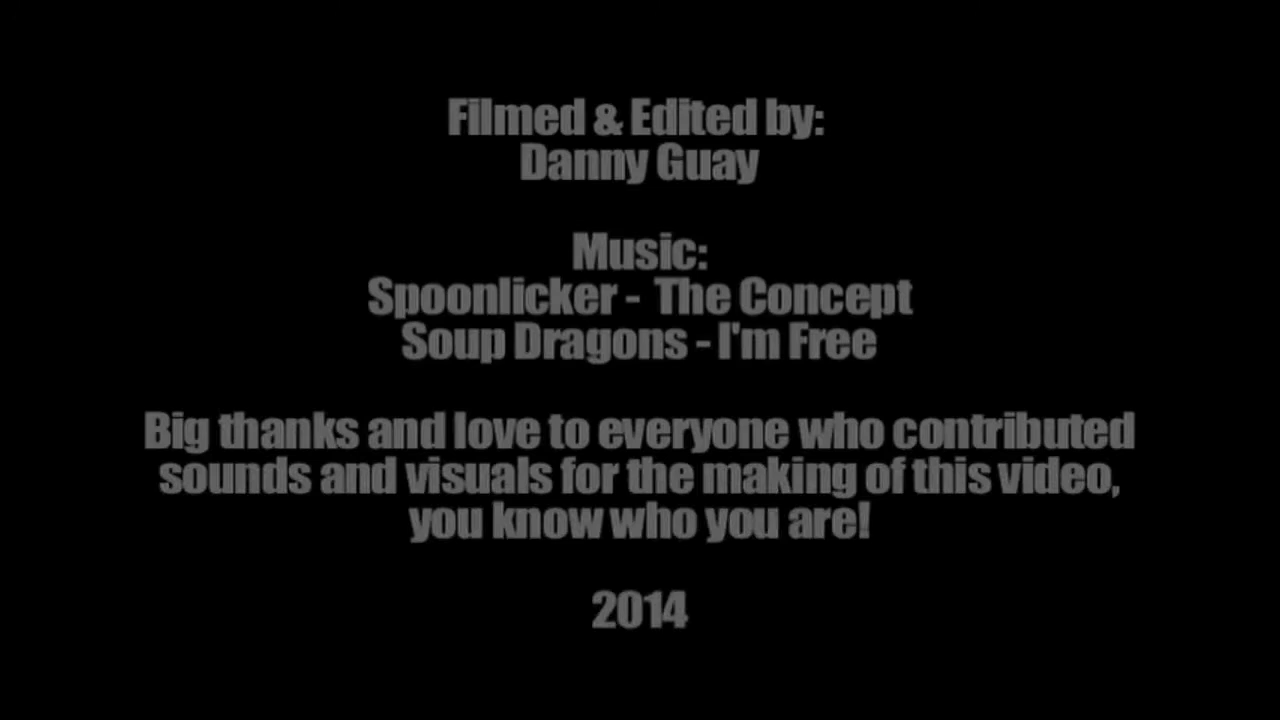 Filmed & Edited by:
Danny Guay
Music:
Spoonlicker -  The Concept
Soup Dragons - I'm Free
Big thanks and love to everyone who contributed
sounds and visuals for the making of this video,
you know who you are!
2014